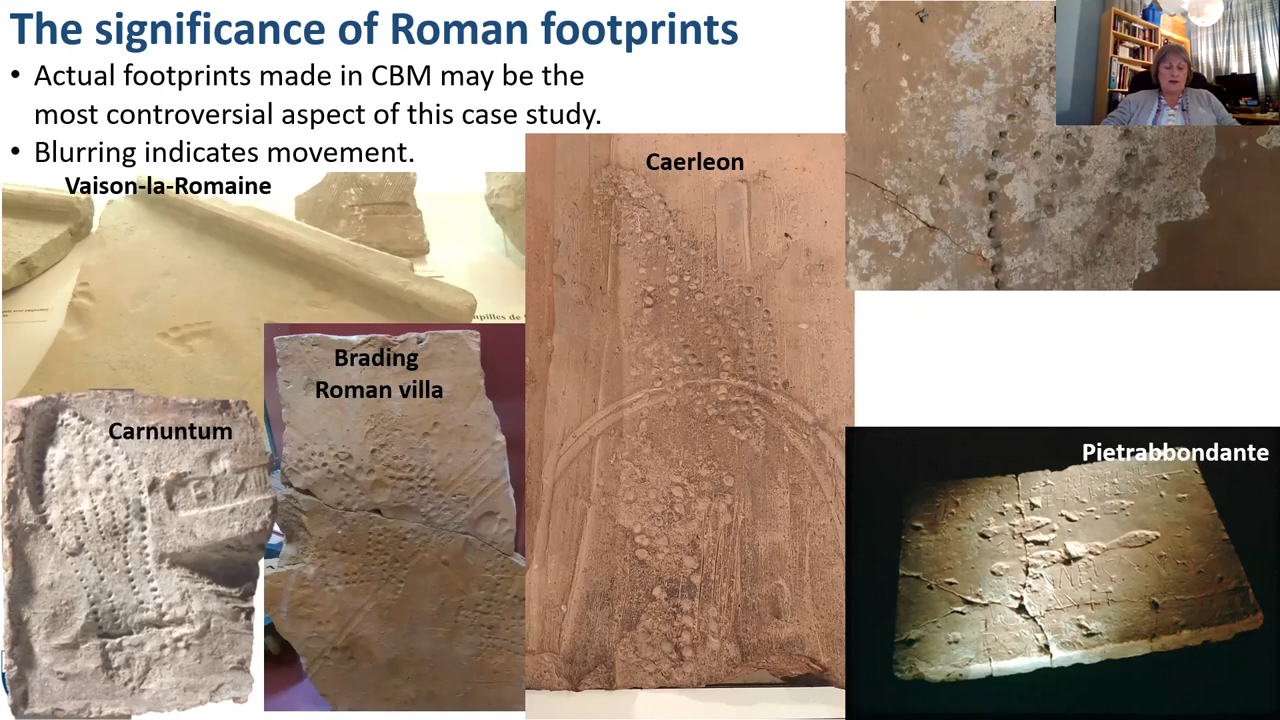 The significance of Roman footprints
• Actual footprints made in CBM may be the
most controversial aspect of this case study.
• Blurring indicates movement.
Vaison-la-Romaine
Caerleon
Brading
Roman villa
Carnuntum
Pietrabbondante